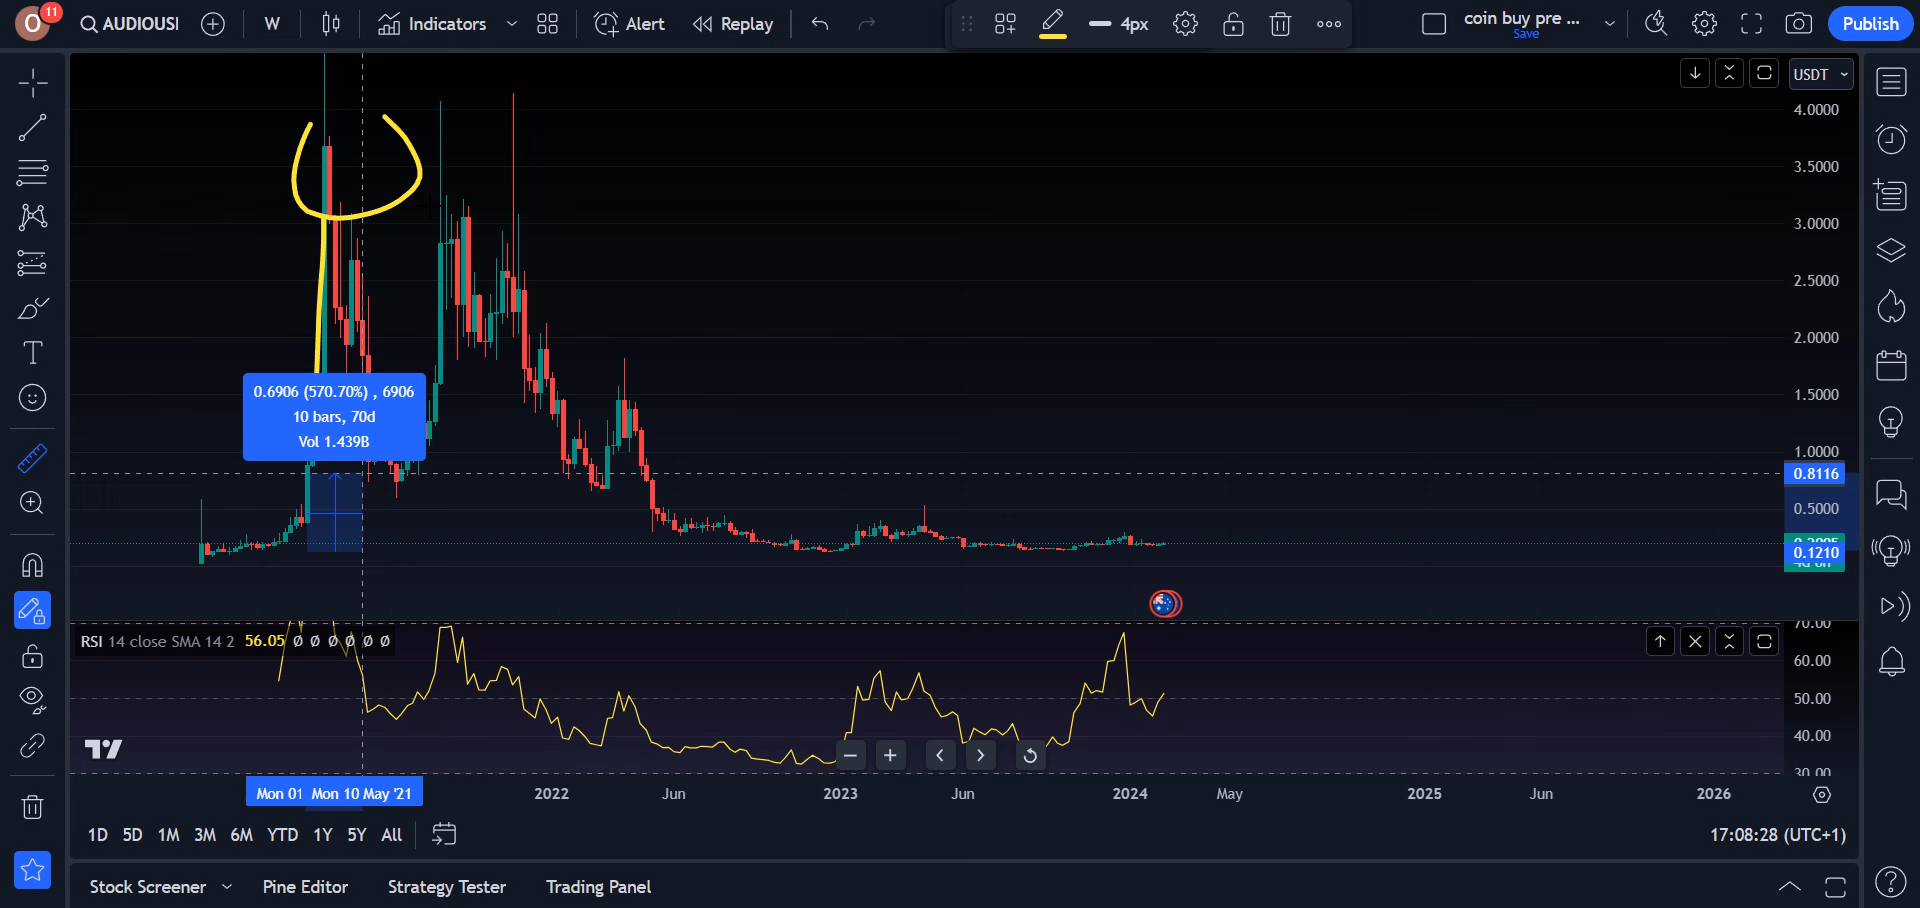 O 11 AUDIOUSI W Indicators Alert Replay 4px coin buy pre ... Publish
Save
USDT
4.0000
3.5000
3.0000
2.5000
2.0000
1.5000
1.0000
0.8116
0.5000
0.1210
0.6906 (570.70%) , 6906
10 bars, 70d
Vol 1.439B
RSI 14 close SMA 14 2 56.05 Ø Ø Ø Ø Ø Ø
70.00
60.00
50.00
40.00
30.00
Mon 01 Mon 10 May '21 2022 Jun 2023 Jun 2024 May 2025 Jun 2026
1D 5D 1M 3M 6M YTD 1Y 5Y All 17:08:28 (UTC+1)
Stock Screener Pine Editor Strategy Tester Trading Panel